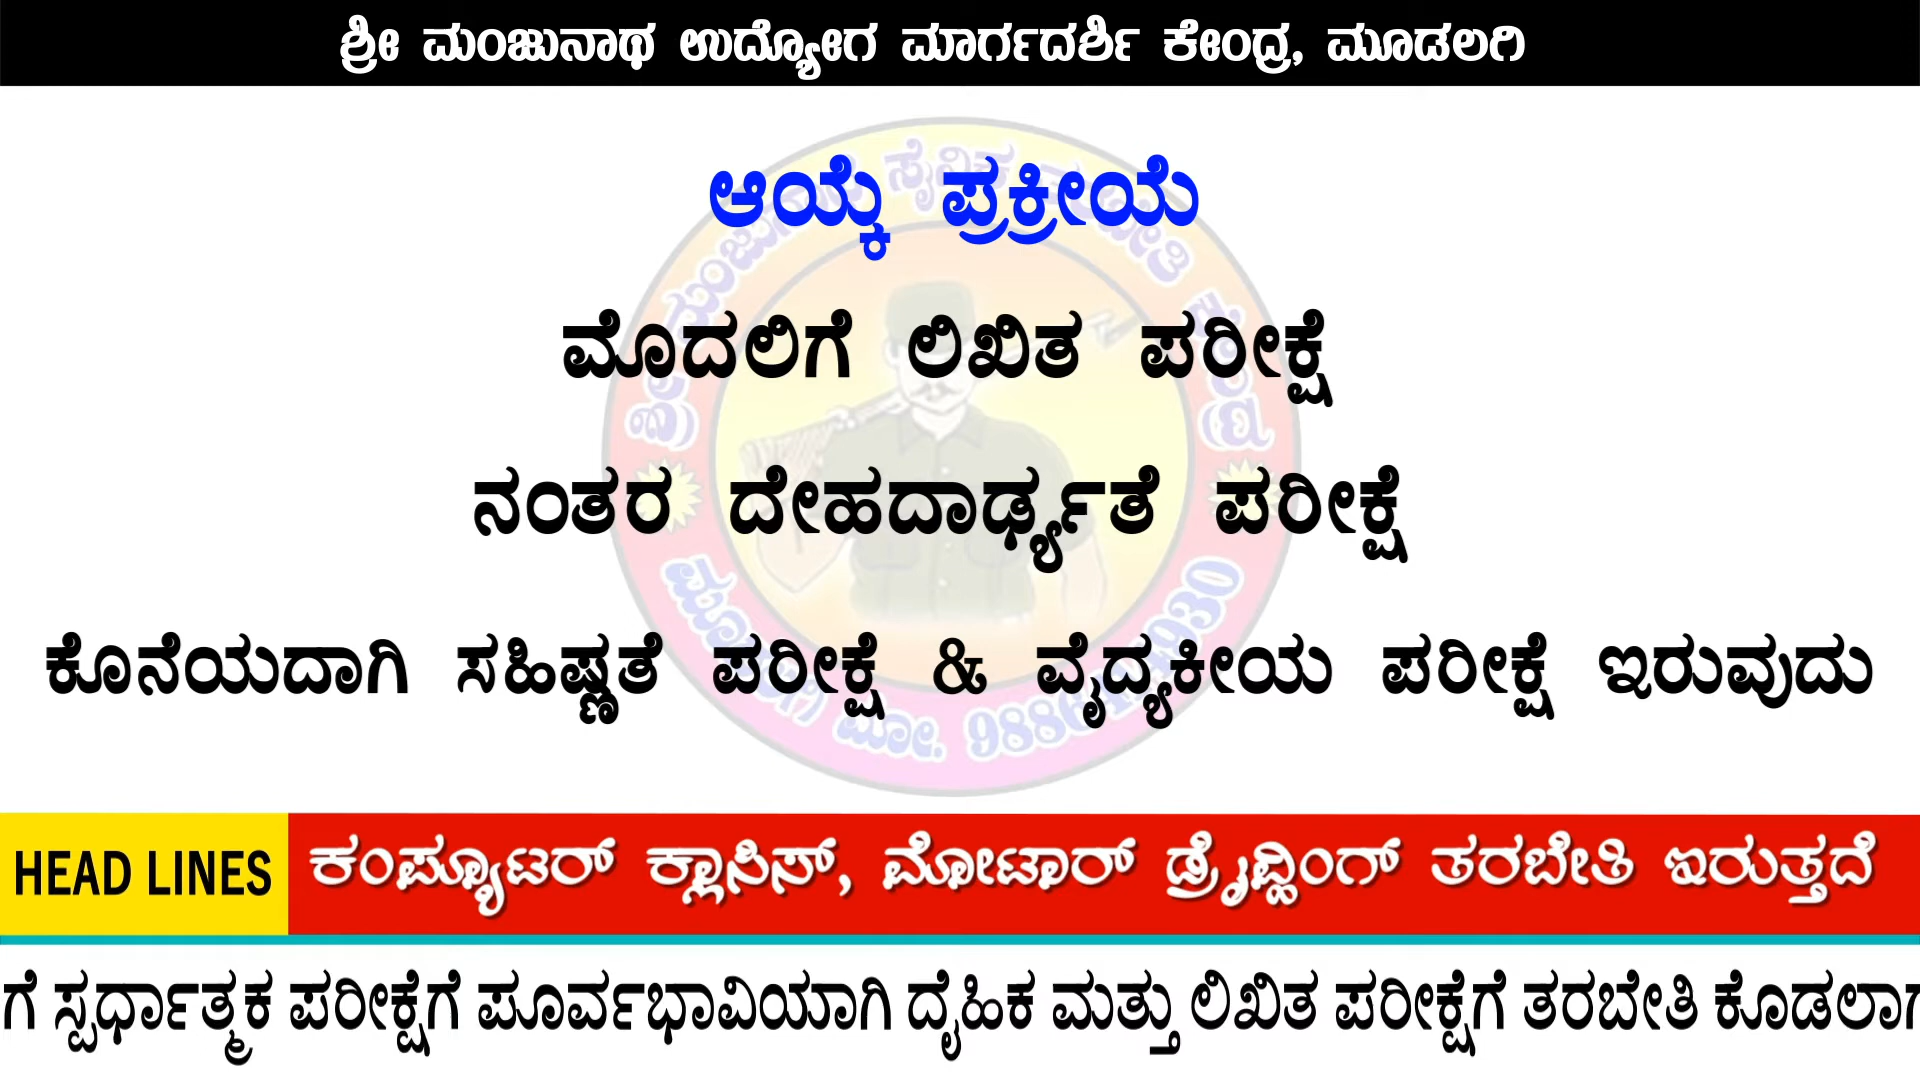 ಶ್ರೀ ಮಂಜುನಾಥ ಉದ್ಯೋಗ ಮಾರ್ಗದರ್ಶಿ ಕೇಂದ್ರ, ಮೂಡಲಗಿ
ಆಯ್ಕೆ ಪ್ರಕ್ರೀಯೆ
ಮೊದಲಿಗೆ ಲಿಖಿತ ಪರೀಕ್ಷೆ
ನಂತರ ದೇಹದಾರ್ಢ್ಯತೆ ಪರೀಕ್ಷೆ
ಕೊನೆಯದಾಗಿ ಸಹಿಷ್ಣತೆ ಪರೀಕ್ಷೆ & ವೈದ್ಯಕೀಯ ಪರೀಕ್ಷೆ ಇರುವುದು
HEAD LINES ಕಂಪ್ಯೂಟರ್ ಕ್ಲಾಸಿಸ್, ಮೋಟಾರ್ ಡ್ರೈವ್ಹಿಂಗ್ ತರಬೇತಿ ಇರುತ್ತದೆ
ಗೆ ಸ್ಪರ್ಧಾತ್ಮಕ ಪರೀಕ್ಷೆಗೆ ಪೂರ್ವಭಾವಿಯಾಗಿ ದೈಹಿಕ ಮತ್ತು ಲಿಖಿತ ಪರೀಕ್ಷೆಗೆ ತರಬೇತಿ